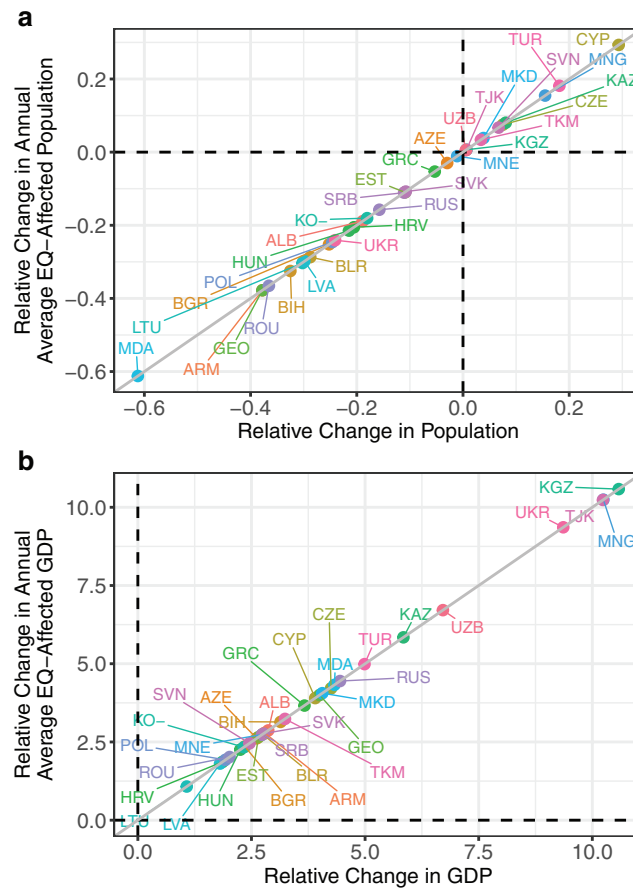 a
Relative Change in Annual
Average EQ−Affected Population
0.2
0.0
−0.2
−0.4
−0.6
TUR
CYP
SVN
MNG
MKD
KAZ
TJK
CZE
UZB
TKM
AZE
KGZ
GRC
MNE
EST
SVK
SRB
RUS
KO−
HRV
ALB
UKR
HUN
POL
BLR
BGR
LVA
BIH
LTU
ROU
MDA
GEO
ARM
−0.6
−0.4
−0.2
0.0
0.2
Relative Change in Population
b
Relative Change in Annual
Average EQ−Affected GDP
10.0
7.5
5.0
2.5
0.0
KGZ
UKR
TJK
MNG
CZE
KAZ
UZB
CYP
TUR
GRC
MDA
RUS
SVN
AZE
ALB
MKD
KO−
BIH
SVK
GEO
POL
MNE
SRB
TKM
ROU
EST
BLR
HRV
HUN
BGR
ARM
LTU
LVA
0.0
2.5
5.0
7.5
10.0
Relative Change in GDP